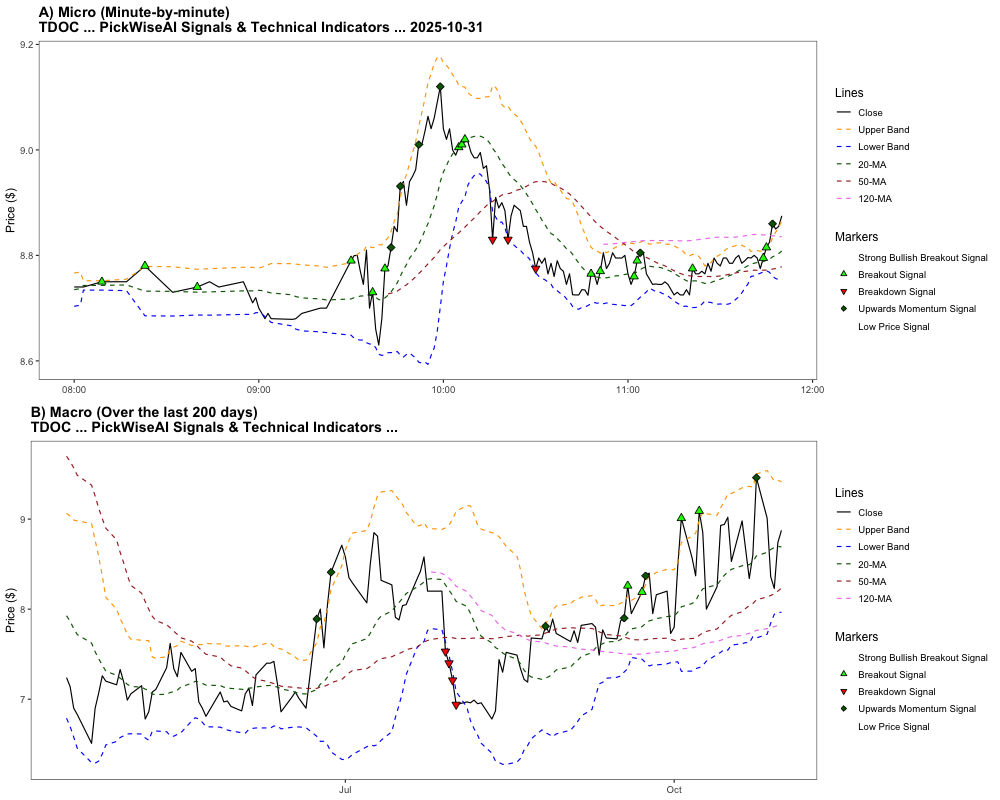 A) Micro (Minute-by-minute)
TDOC ... PickWiseAI Signals & Technical Indicators ... 2025-10-31
9.2
9.0
8.8
8.6
Price ($)
08:00
09:00
10:00
11:00
12:00
Lines
Close
Upper Band
Lower Band
20-MA
50-MA
120-MA
Markers
Strong Bullish Breakout Signal
Breakout Signal
Breakdown Signal
Upwards Momentum Signal
Low Price Signal
B) Macro (Over the last 200 days)
TDOC ... PickWiseAI Signals & Technical Indicators ...
9
8
7
Price ($)
Jul
Oct
Lines
Close
Upper Band
Lower Band
20-MA
50-MA
120-MA
Markers
Strong Bullish Breakout Signal
Breakout Signal
Breakdown Signal
Upwards Momentum Signal
Low Price Signal